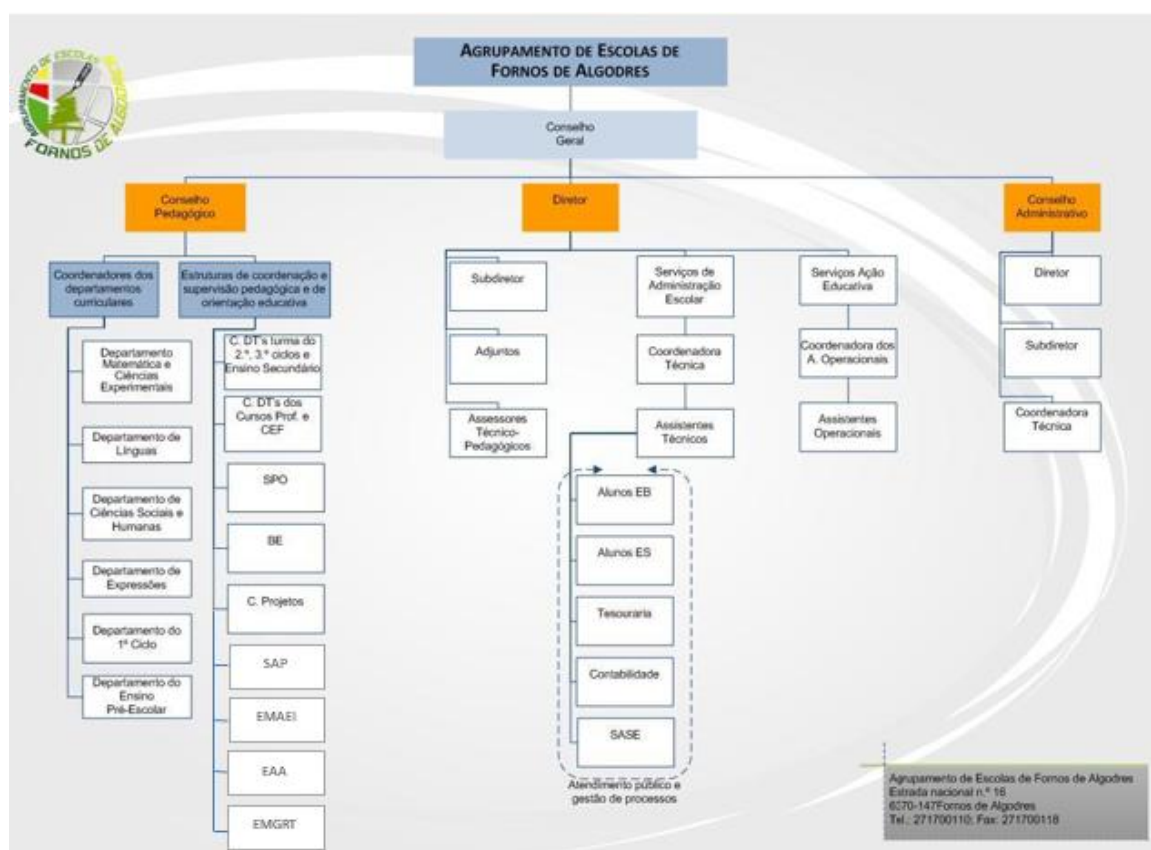 AGRUPAMENTO DE ESCOLAS
FORNOS DE ALGODRES
AGRUPAMENTO DE ESCOLAS DE
FORNOS DE ALGODRES
Conselho
Geral
Conselho
Pedagógico
Diretor
Conselho
Administrativo
Coordenadores dos
departamentos
curriculares
Estruturas de coordenação e
supervisão pedagógica e de
orientação educativa
Departamento
Matemática e
Ciências
Experimentais
Departamento de
Línguas
Departamento de
Ciências Sociais e
Humanas
Departamento de
Expressões
Departamento do
1º Ciclo
Departamento do
Ensino
Pré-Escolar
C. DT's turma do
2.º, 3.º ciclos e
Ensino Secundário
C. DT's dos
Cursos Prof. e
CEF
SPO
BE
C. Projetos
SAP
EMAEI
EAA
EMGRT
Subdiretor
Adjuntos
Assessores
Técnico-
Pedagógicos
Serviços de
Administração
Escolar
Coordenadora
Técnica
Assistentes
Técnicos
Alunos EB
Alunos ES
Tesouraria
Contabilidade
SASE
Atendimento público e
gestão de processos
Serviços Ação
Educativa
Coordenadora dos
A. Operacionais
Assistentes
Operacionais
Diretor
Subdiretor
Coordenadora
Técnica
Agrupamento de Escolas de Fornos de Algodres
Estrada nacional n.º 16
6370-147Fornos de Algodres
Tel.: 271700110; Fax: 271700118